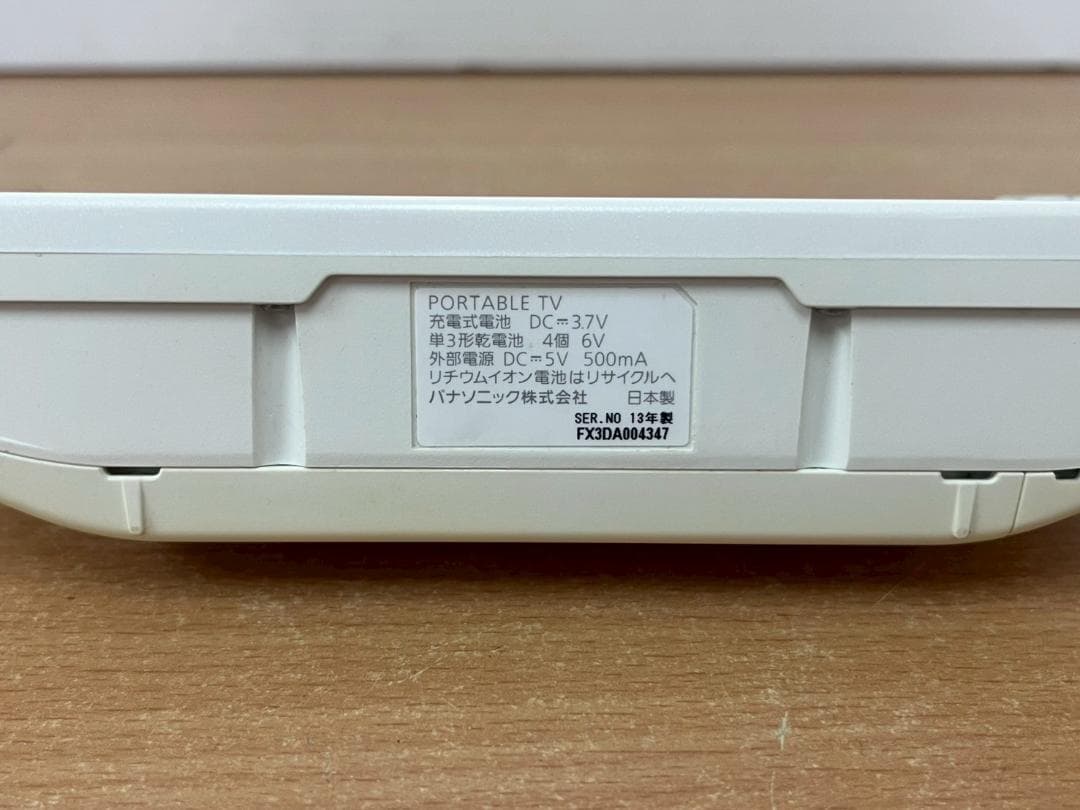 PORTABLE TV
充電式電池 DC⎓3.7V
単3形乾電池 4個 6V
外部電源 DC⎓5V 500mA
リチウムイオン電池はリサイクルへ
パナソニック株式会社 日本製
SER.NO 13年製
FX3DA004347